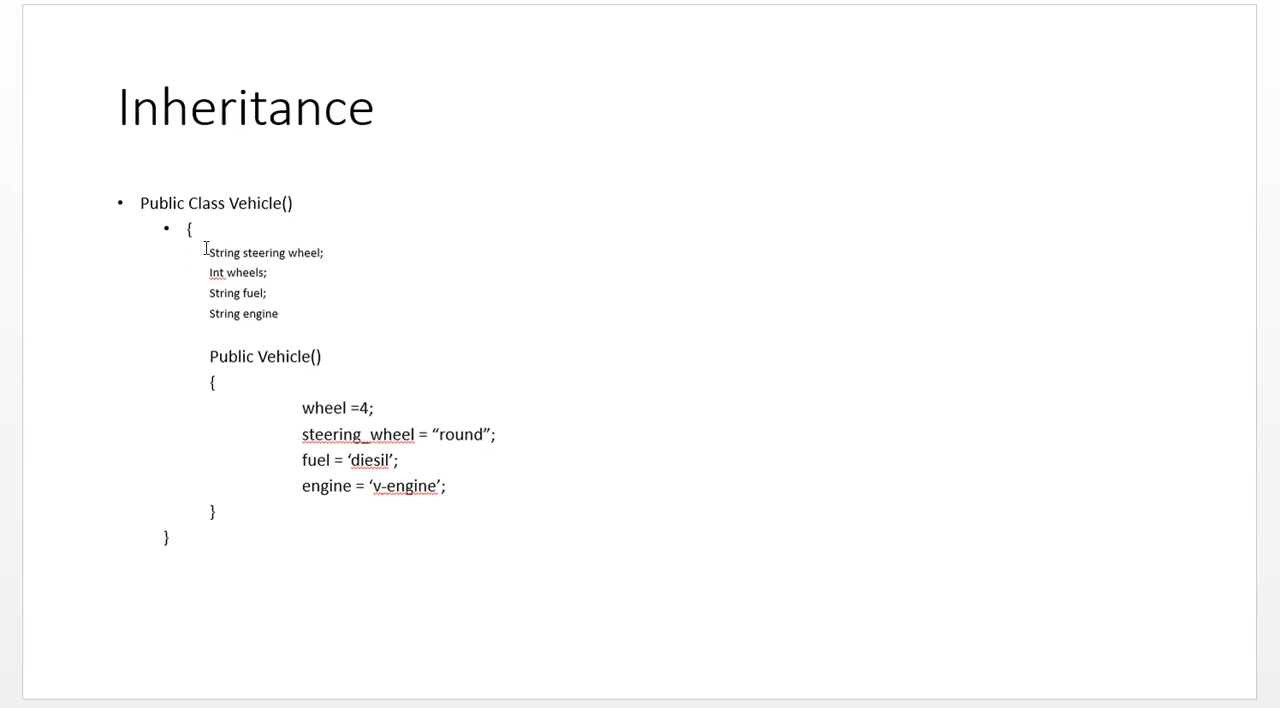 Inheritance
• Public Class Vehicle()
• {
String steering wheel;
Int wheels;
String fuel;
String engine
Public Vehicle()
{
wheel =4;
steering_wheel = “round”;
fuel = ‘diesil’;
engine = ‘v-engine’;
}
}